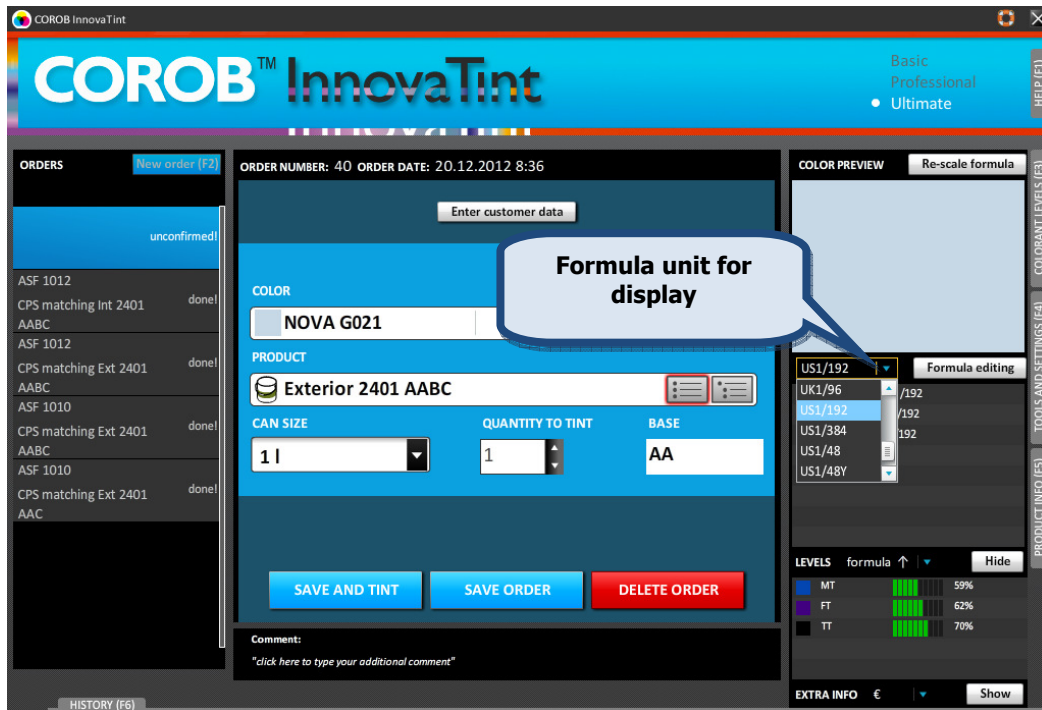 COROB InnovaTint
COROB™ InnovaTint
Basic
Professional
Ultimate
HELP (F1)
ORDERS
New order (F2)
unconfirmed!
ASF 1012
CPS matching Int 2401
AABC
done!
ASF 1012
CPS matching Ext 2401
AABC
done!
ASF 1010
CPS matching Ext 2401
AABC
done!
ASF 1010
CPS matching Ext 2401
AAC
done!
ORDER NUMBER: 40 ORDER DATE: 20.12.2012 8:36
Enter customer data
Formula unit for
display
COLOR
NOVA G021
PRODUCT
Exterior 2401 AABC
CAN SIZE
QUANTITY TO TINT
BASE
1 l
1
AA
SAVE AND TINT
SAVE ORDER
DELETE ORDER
Comment:
"click here to type your additional comment"
COLOR PREVIEW
Re-scale formula
US1/192
Formula editing
UK1/96
/192
US1/192
/192
US1/384
192
US1/48
US1/48Y
LEVELS formula ↑
Hide
MT 59%
FT 62%
TT 70%
EXTRA INFO €
Show
COLORANT LEVELS (F3)
TOOLS AND SETTINGS (F4)
PRODUCT INFO (F5)
HISTORY (F6)